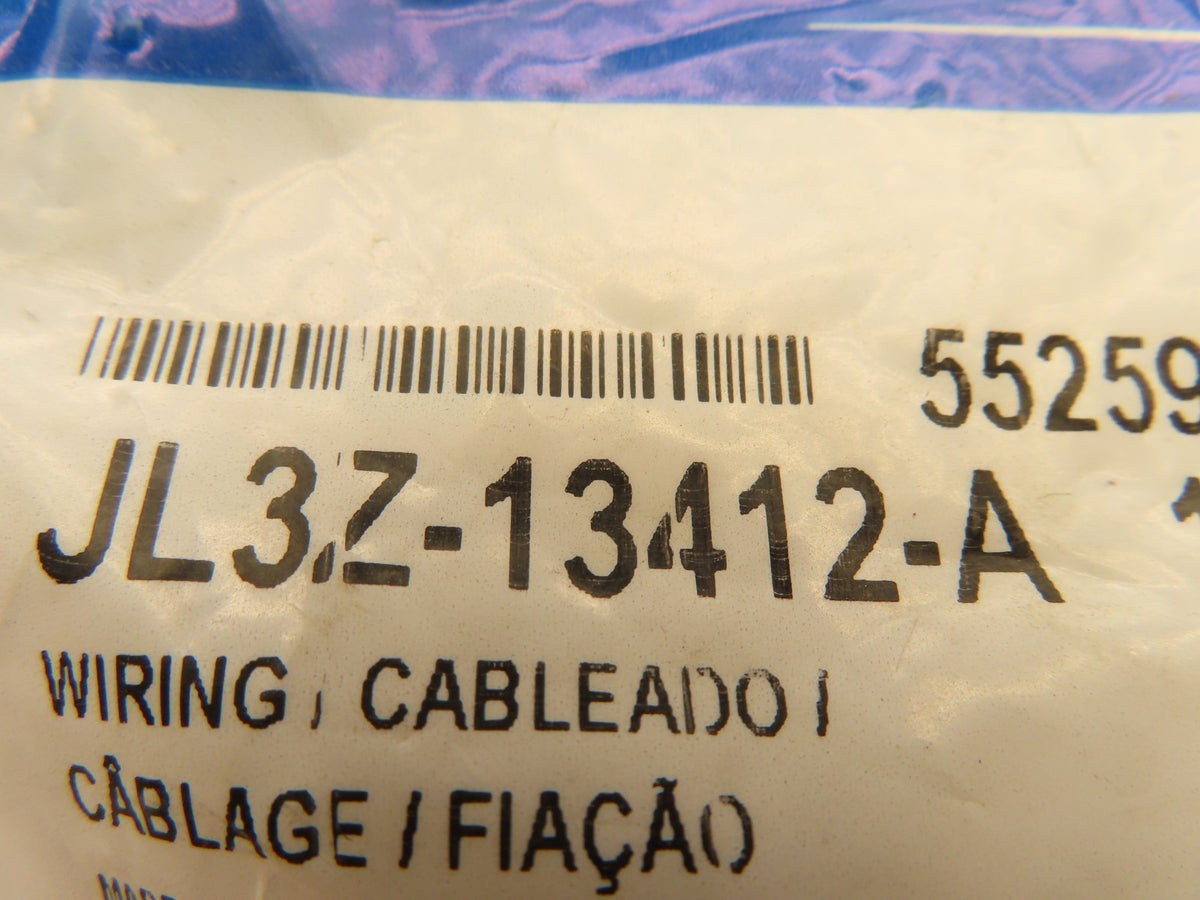 55259
JL3Z-13412-A
WIRING / CABLEADO /
CÂBLAGE / FIAÇÃO